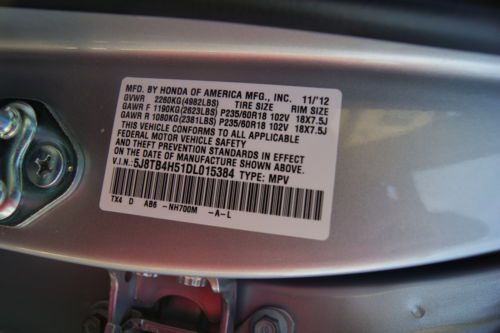 MFD. BY HONDA OF AMERICA MFG., INC. 11/'12
GVWR 2260KG(4982LBS) TIRE SIZE RIM SIZE
GAWR F 1190KG(2623LBS) P235/60R18 102V 18X7.5J
GAWR R 1080KG(2381LBS) P235/60R18 102V 18X7.5J
THIS VEHICLE CONFORMS TO ALL APPLICABLE
FEDERAL MOTOR VEHICLE SAFETY
AND THEFT PREVENTION STANDARDS IN EFFECT
ON THE DATE OF MANUFACTURE SHOWN ABOVE.
V.I.N.: 5J8TB4H51DL015384 TYPE: MPV
TX4 D AB6 -NH700M -A-L